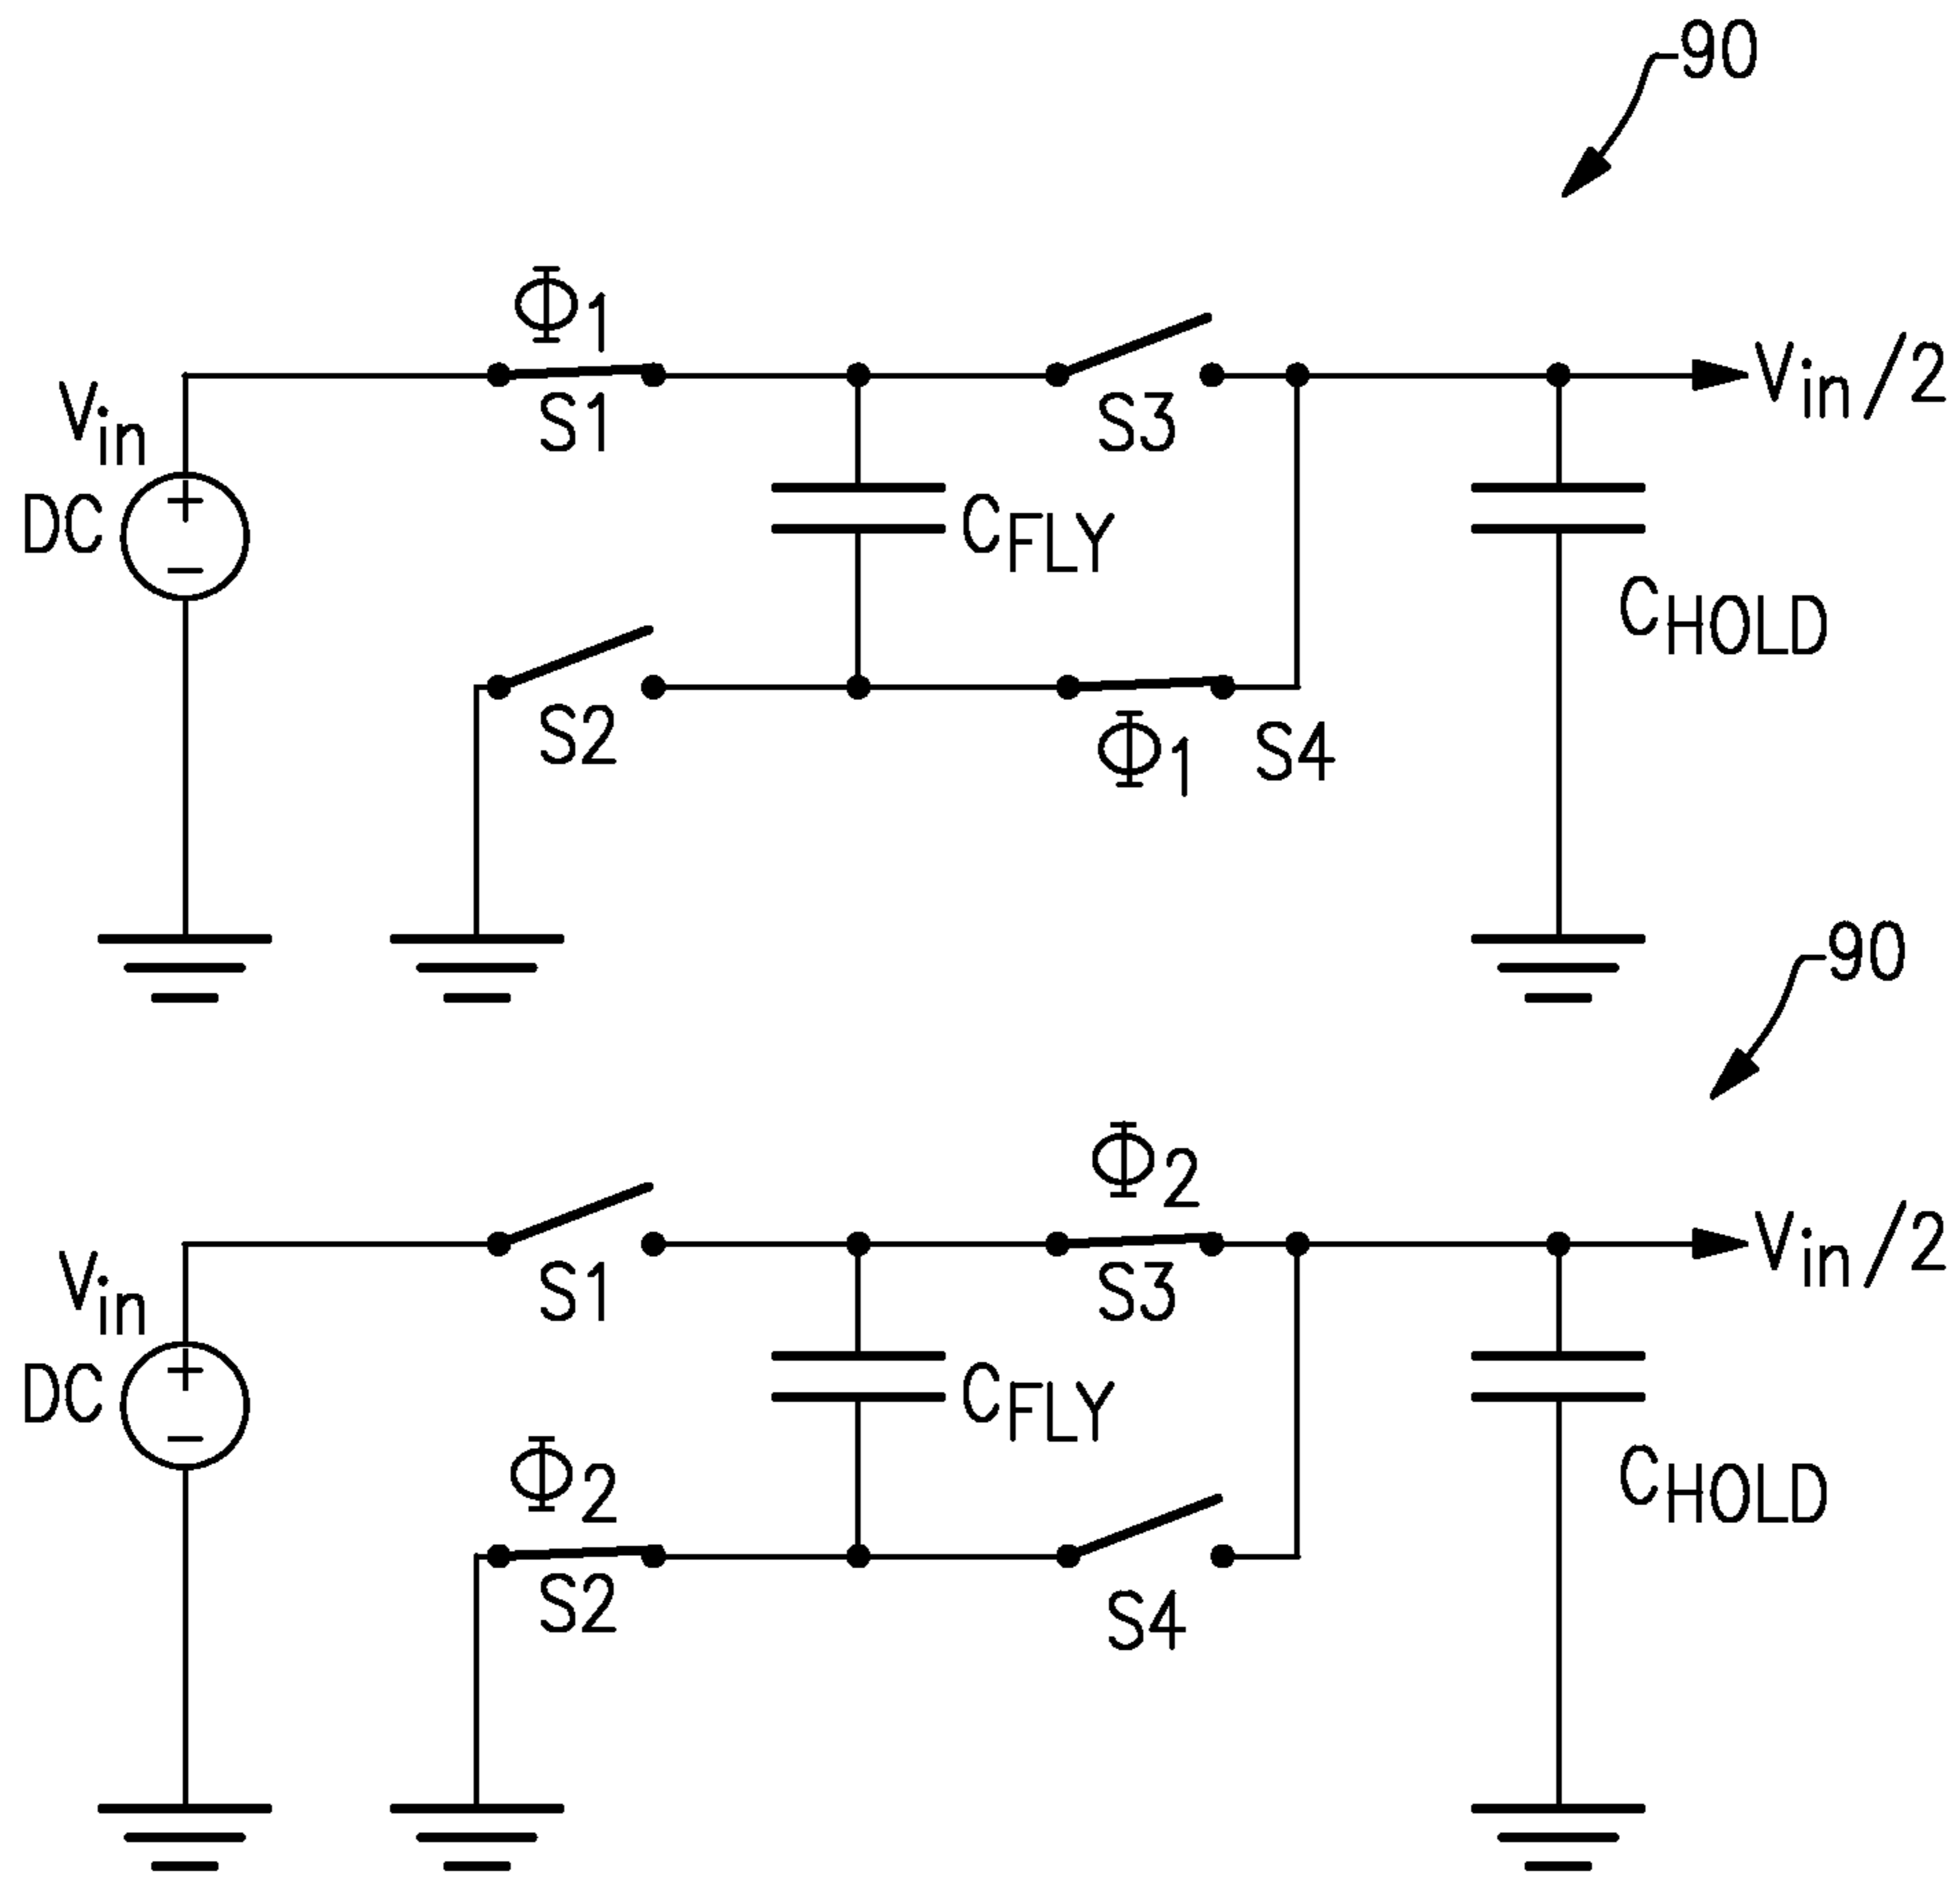 90
Φ1
Vin/2
Vin
S1
S3
+
DC
CFLY
−
CHOLD
S2
Φ1
S4
90
Φ2
Vin/2
Vin
S1
S3
+
DC
CFLY
−
Φ2
CHOLD
S2
S4